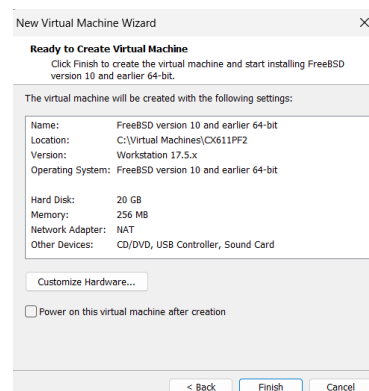 New Virtual Machine Wizard
Ready to Create Virtual Machine
Click Finish to create the virtual machine and start installing FreeBSD
version 10 and earlier 64-bit.
The virtual machine will be created with the following settings:
Name: FreeBSD version 10 and earlier 64-bit
Location: C:\Virtual Machines\CX611PF2
Version: Workstation 17.5.x
Operating System: FreeBSD version 10 and earlier 64-bit
Hard Disk: 20 GB
Memory: 256 MB
Network Adapter: NAT
Other Devices: CD/DVD, USB Controller, Sound Card
Customize Hardware...
Power on this virtual machine after creation
< Back Finish Cancel